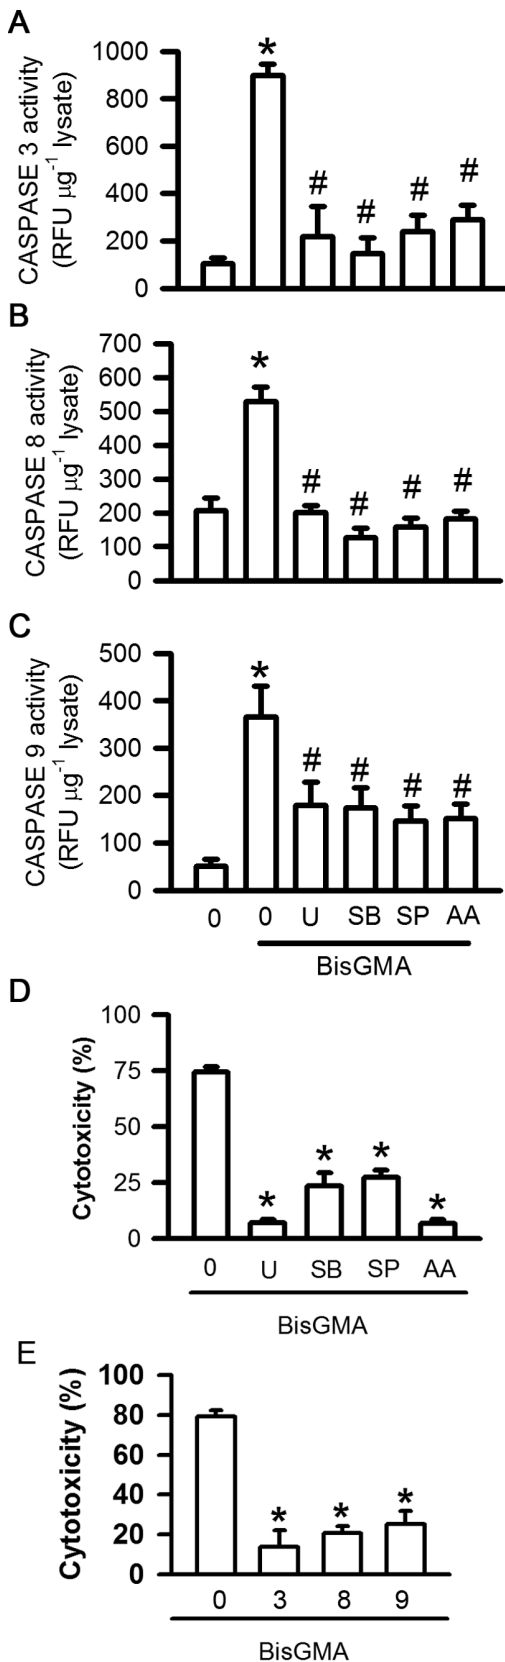 A
CASPASE 3 activity
(RFU μg⁻¹ lysate)
1000
800
600
400
200
0
*
#
#
#
#
B
CASPASE 8 activity
(RFU μg⁻¹ lysate)
700
600
500
400
300
200
100
0
*
#
#
#
#
C
CASPASE 9 activity
(RFU μg⁻¹ lysate)
500
400
300
200
100
0
*
#
#
#
#
0 0 U SB SP AA
BisGMA
D
Cytotoxicity (%)
100
75
50
25
0
*
*
*
*
0 U SB SP AA
BisGMA
E
Cytotoxicity (%)
100
80
60
40
20
0
*
*
*
0 3 8 9
BisGMA